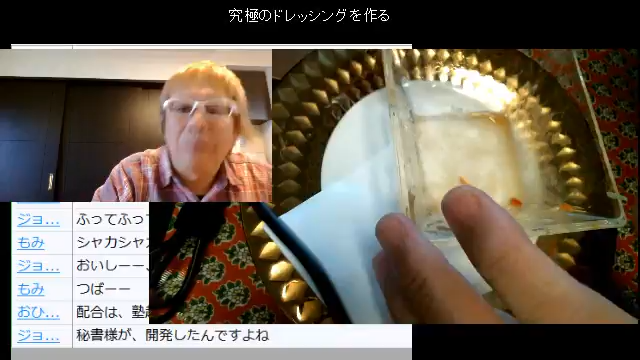 究極のドレッシングを作る
ジョ… ふってふって
もみ シャカシャカ
ジョ… おいしーー、
もみ つぱーー
おひ… 配合は、塾
ジョ… 秘書様が、開発したんですよね